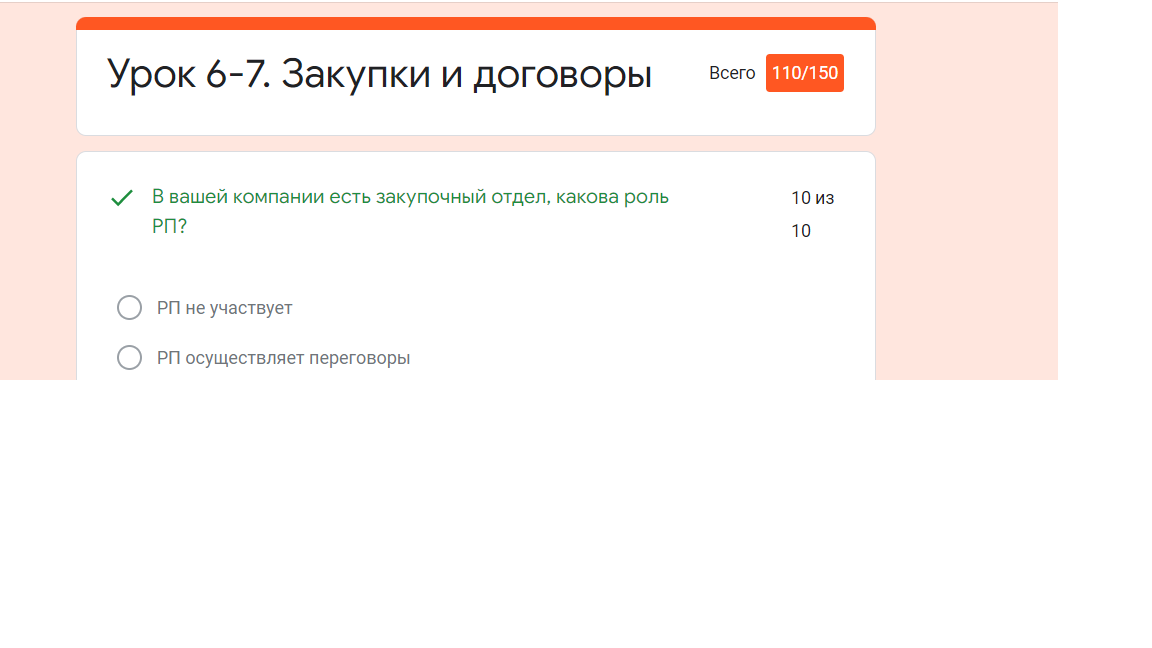 Урок 6-7. Закупки и договоры
Всего 110/150
В вашей компании есть закупочный отдел, какова роль
РП?
10 из
10
РП не участвует
РП осуществляет переговоры